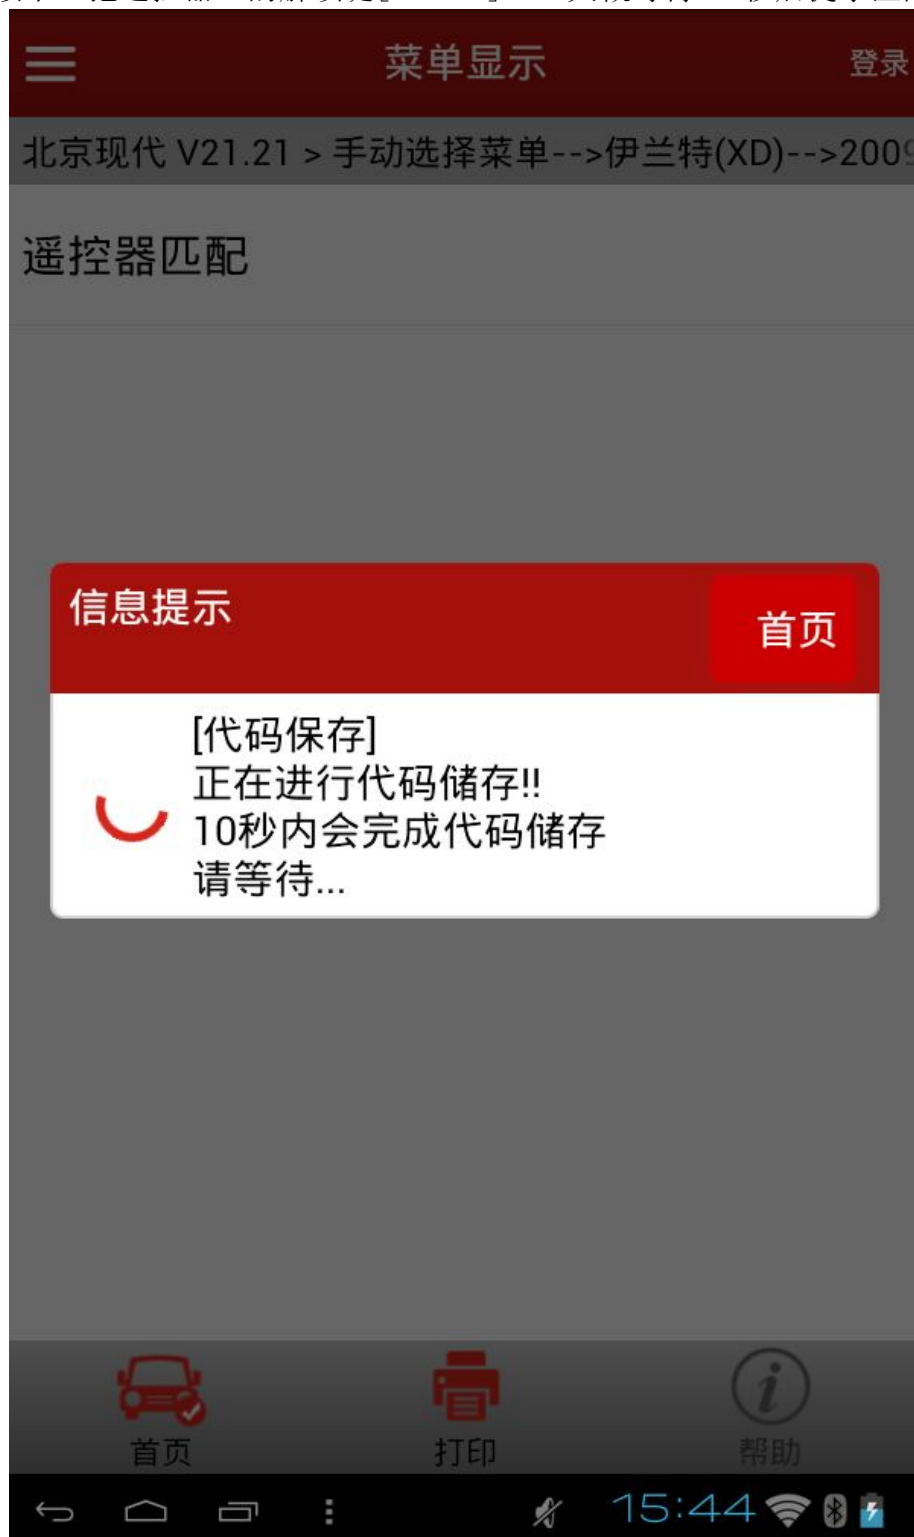 菜单显示
登录
北京现代 V21.21 > 手动选择菜单-->伊兰特(XD)-->2009
遥控器匹配
信息提示
首页
[代码保存]
正在进行代码储存!!
10秒内会完成代码储存
请等待...
首页
打印
帮助
15:44